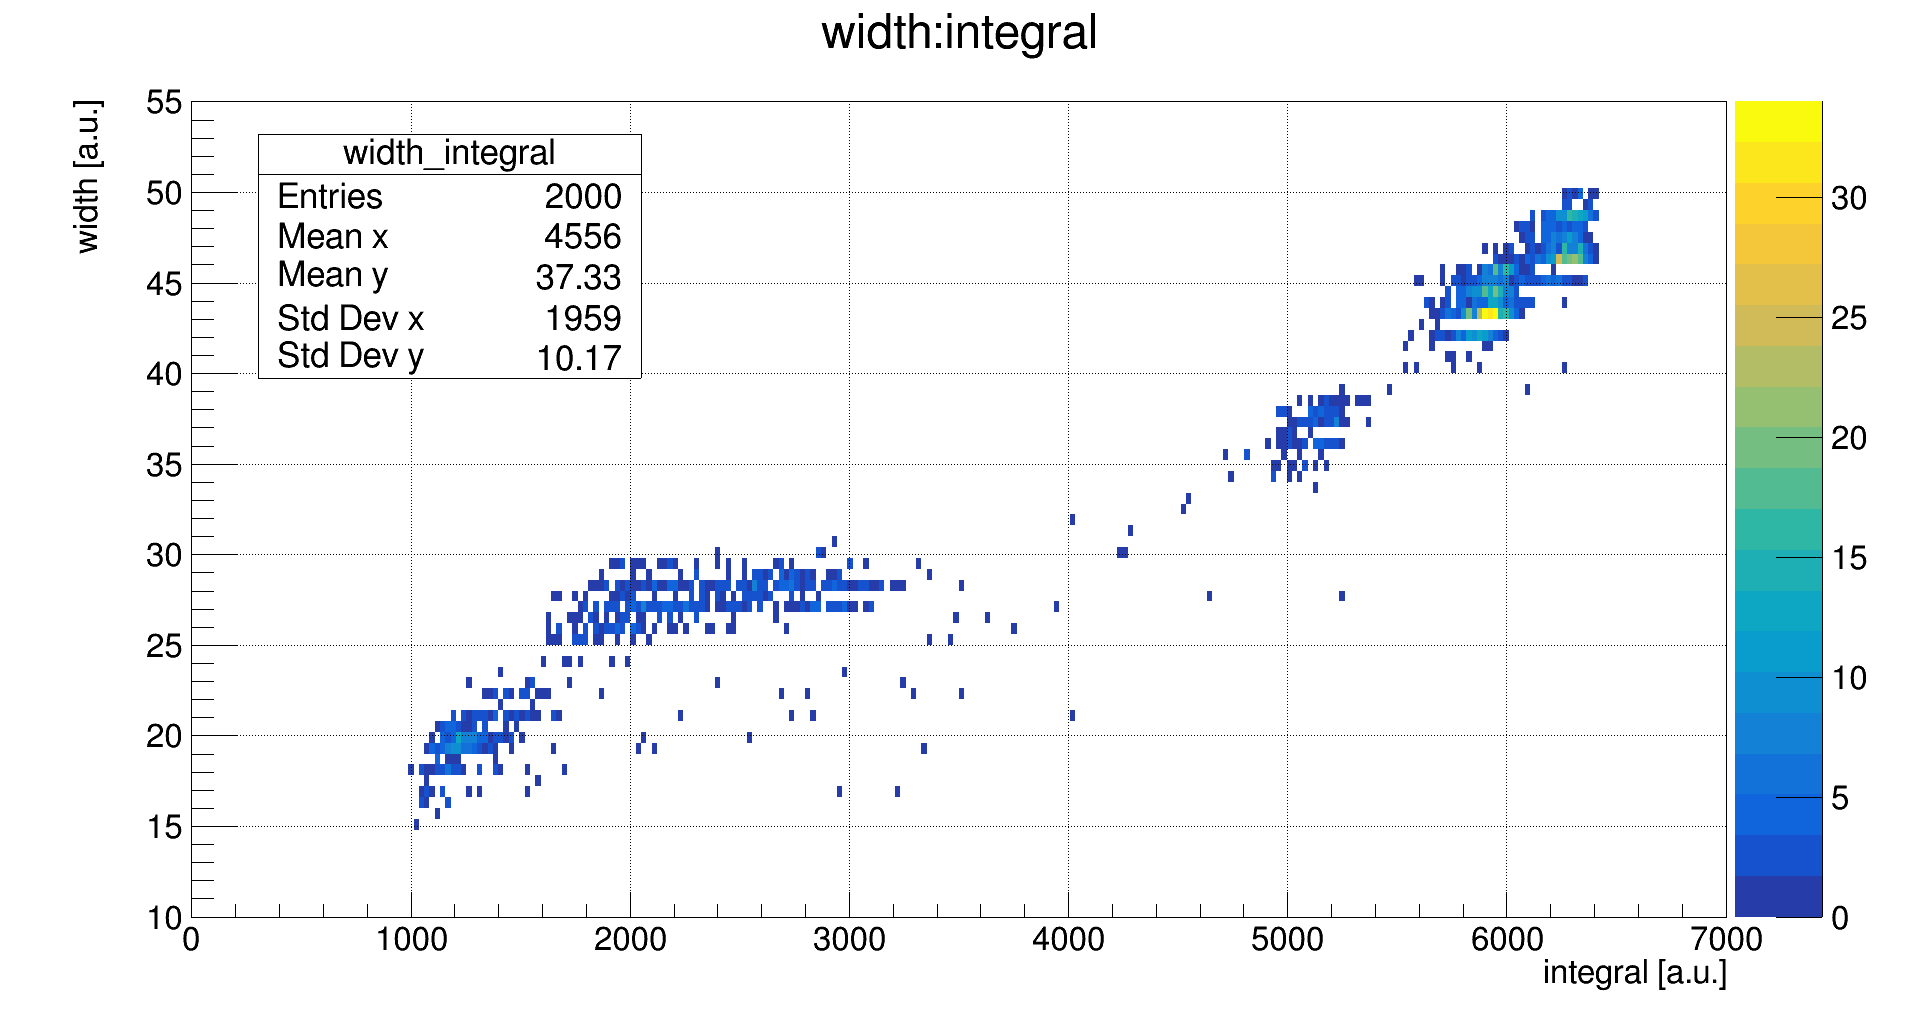 width:integral
width [a.u.]
55
50
45
40
35
30
25
20
15
10
width_integral
Entries 2000
Mean x 4556
Mean y 37.33
Std Dev x 1959
Std Dev y 10.17
30
25
20
15
10
5
0
0 1000 2000 3000 4000 5000 6000 7000
integral [a.u.]